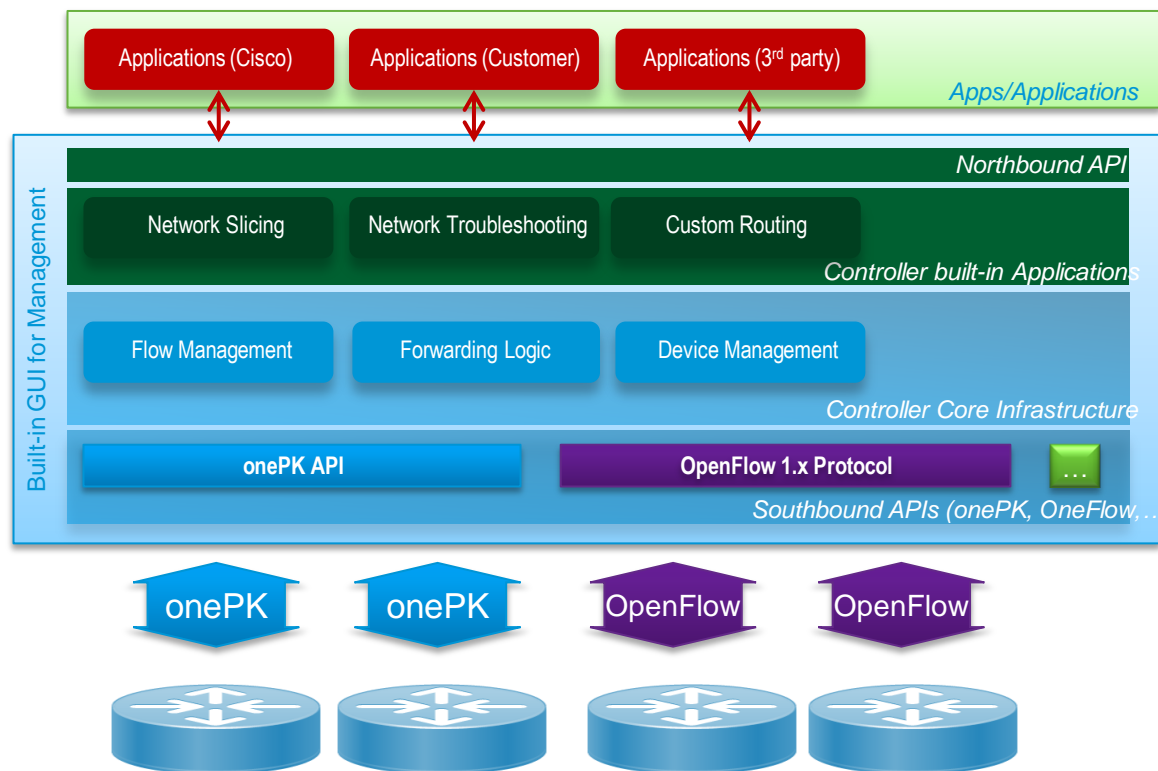 Applications (Cisco)
Applications (Customer)
Applications (3rd party)
Apps/Applications
Built-in GUI for Management
Northbound API
Network Slicing
Network Troubleshooting
Custom Routing
Controller built-in Applications
Flow Management
Forwarding Logic
Device Management
Controller Core Infrastructure
onePK API
OpenFlow 1.x Protocol
...
Southbound APIs (onePK, OneFlow,...
onePK
onePK
OpenFlow
OpenFlow